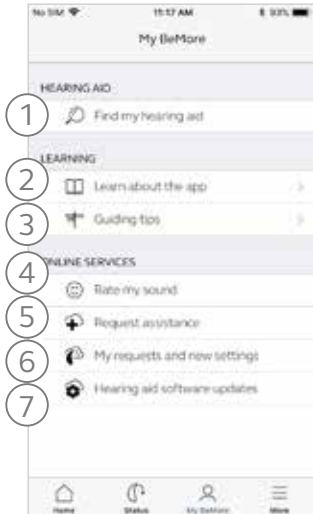 No SIM 11:17 AM 93%
My BeMore
HEARING AID
1 Find my hearing aid
LEARNING
2 Learn about the app
3 Guiding tips
4 ONLINE SERVICES
Rate my sound
5 Request assistance
6 My requests and new settings
7 Hearing aid software updates
Home Status My BeMore More